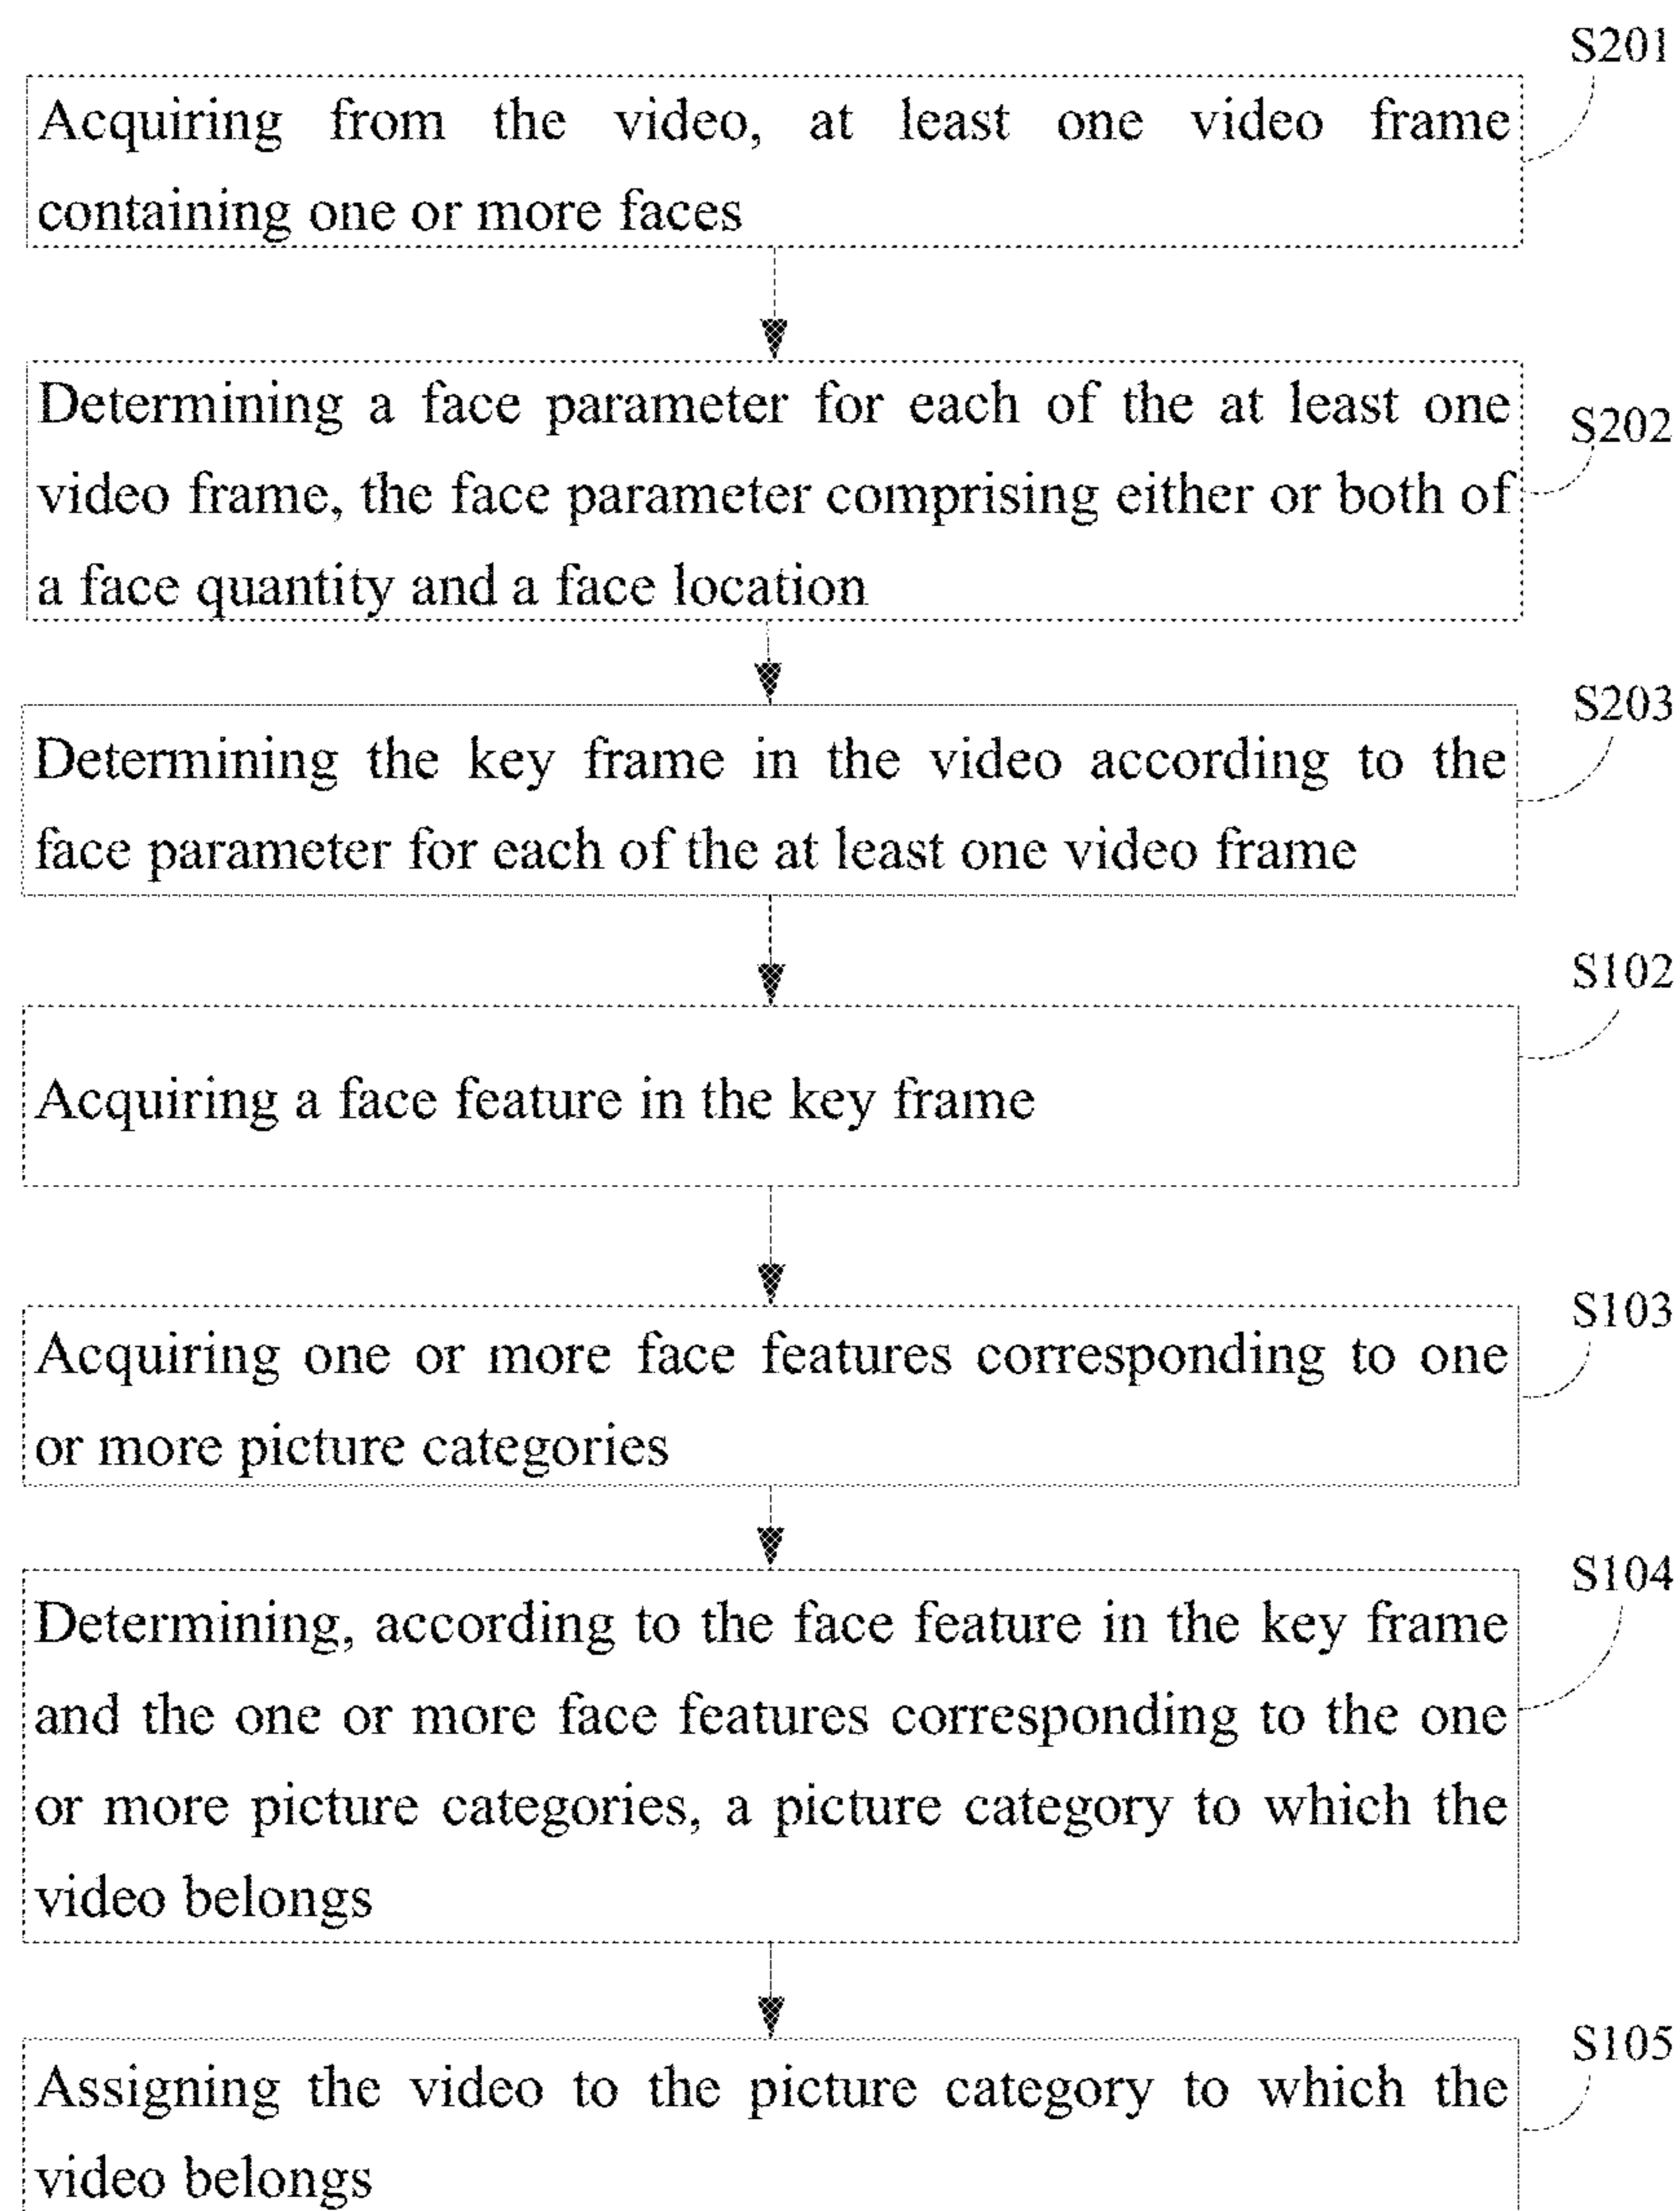 S201
Acquiring from the video, at least one video frame
containing one or more faces
S202
Determining a face parameter for each of the at least one
video frame, the face parameter comprising either or both of
a face quantity and a face location
S203
Determining the key frame in the video according to the
face parameter for each of the at least one video frame
S102
Acquiring a face feature in the key frame
S103
Acquiring one or more face features corresponding to one
or more picture categories
S104
Determining, according to the face feature in the key frame
and the one or more face features corresponding to the one
or more picture categories, a picture category to which the
video belongs
S105
Assigning the video to the picture category to which the
video belongs